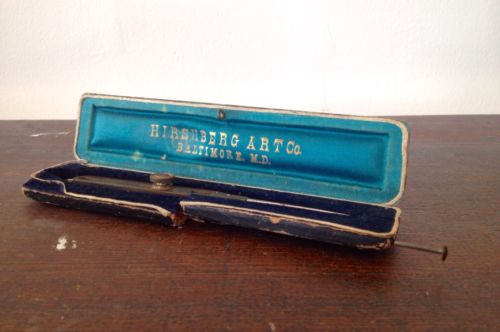 HIRSHBERG ART Co.
BALTIMORE, M.D.